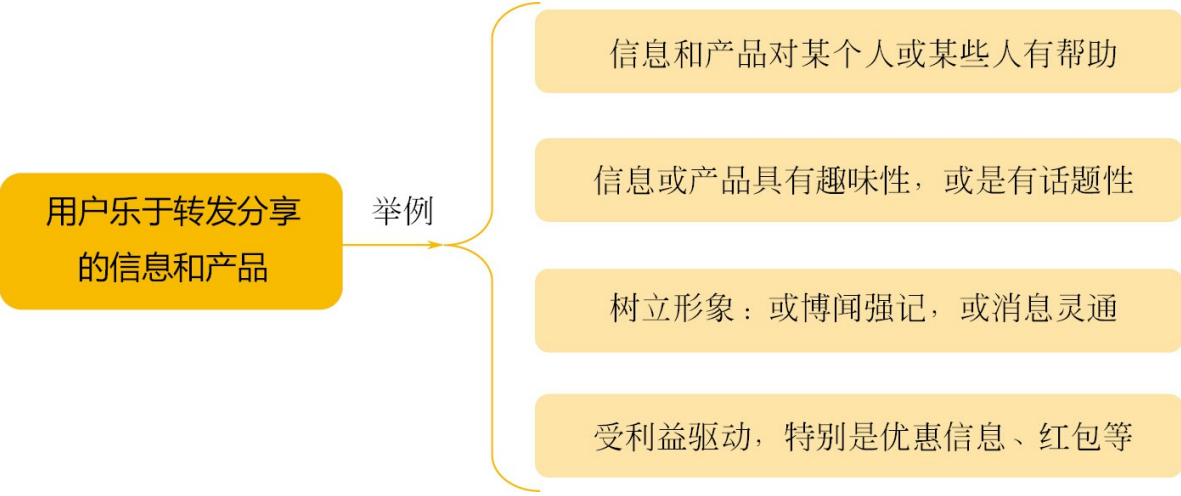 用户乐于转发分享
的信息和产品
举例
信息和产品对某个人或某些人有帮助
信息或产品具有趣味性，或是有话题性
树立形象：或博闻强记，或消息灵通
受利益驱动，特别是优惠信息、红包等